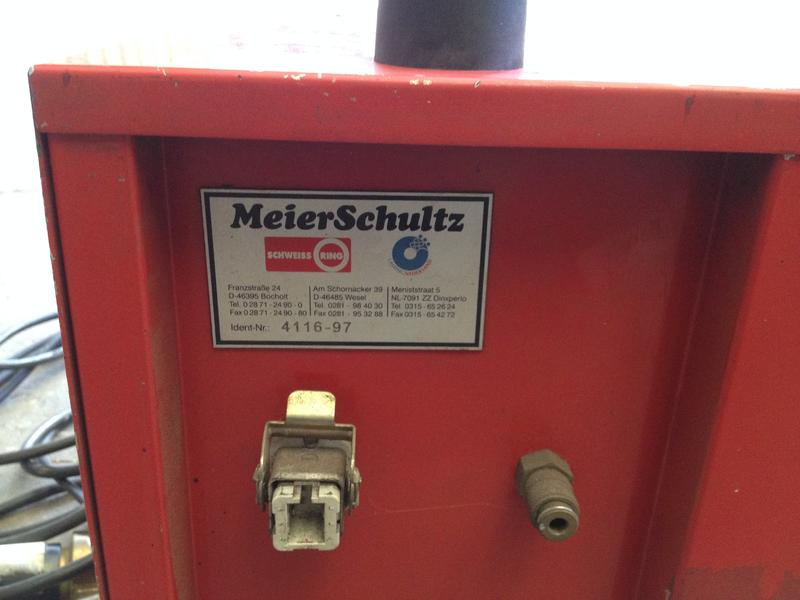 MeierSchultz
SCHWEISS RING
Franzstraße 24
D-46395 Bocholt
Tel. 0 28 71 - 24 90 - 0
Fax 0 28 71 - 24 90 - 80
Am Schornacker 39
D-46485 Wesel
Tel. 0281 - 98 40 30
Fax 0281 - 95 32 88
Meniststraat 5
NL-7091 ZZ Dinxperlo
Tel. 0315 - 65 26 24
Fax 0315 - 65 42 72
Ident-Nr.: 4116-97